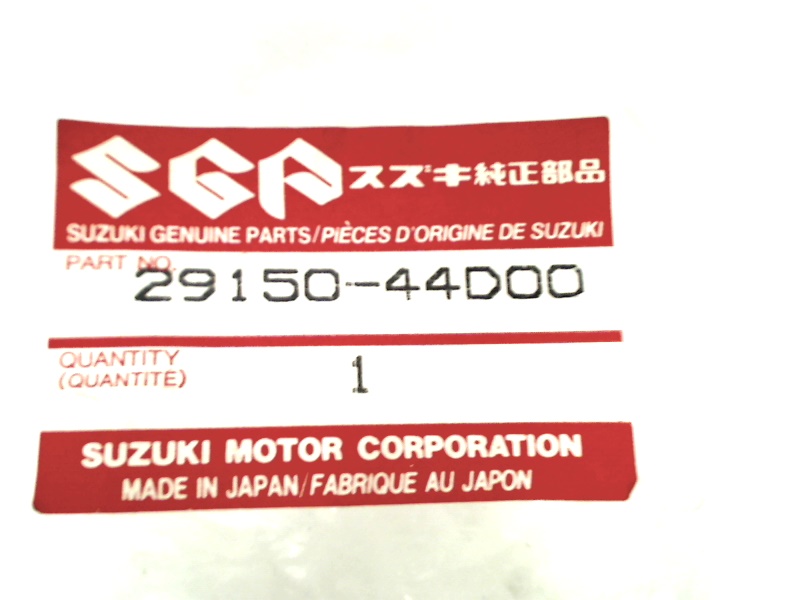 SGP スズキ純正部品
SUZUKI GENUINE PARTS/PIÈCES D'ORIGINE DE SUZUKI
PART NO.
29150-44D00
QUANTITY
(QUANTITE)
1
SUZUKI MOTOR CORPORATION
MADE IN JAPAN/FABRIQUÉ AU JAPON